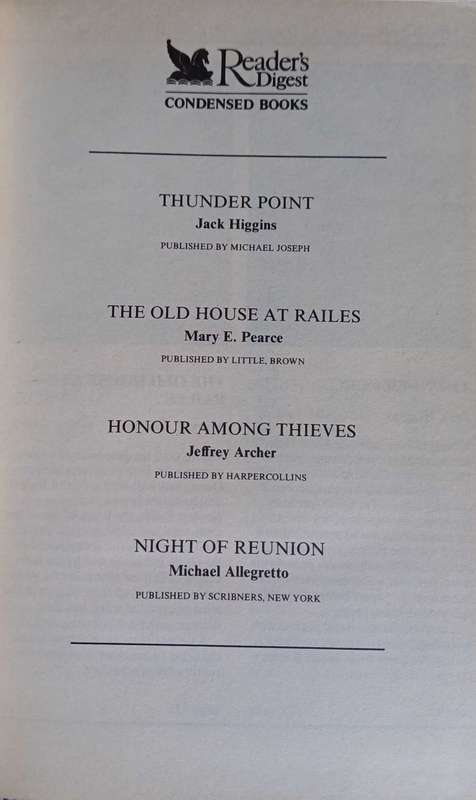 Reader's
Digest
CONDENSED BOOKS
THUNDER POINT
Jack Higgins
PUBLISHED BY MICHAEL JOSEPH
THE OLD HOUSE AT RAILES
Mary E. Pearce
PUBLISHED BY LITTLE, BROWN
HONOUR AMONG THIEVES
Jeffrey Archer
PUBLISHED BY HARPERCOLLINS
NIGHT OF REUNION
Michael Allegretto
PUBLISHED BY SCRIBNERS, NEW YORK